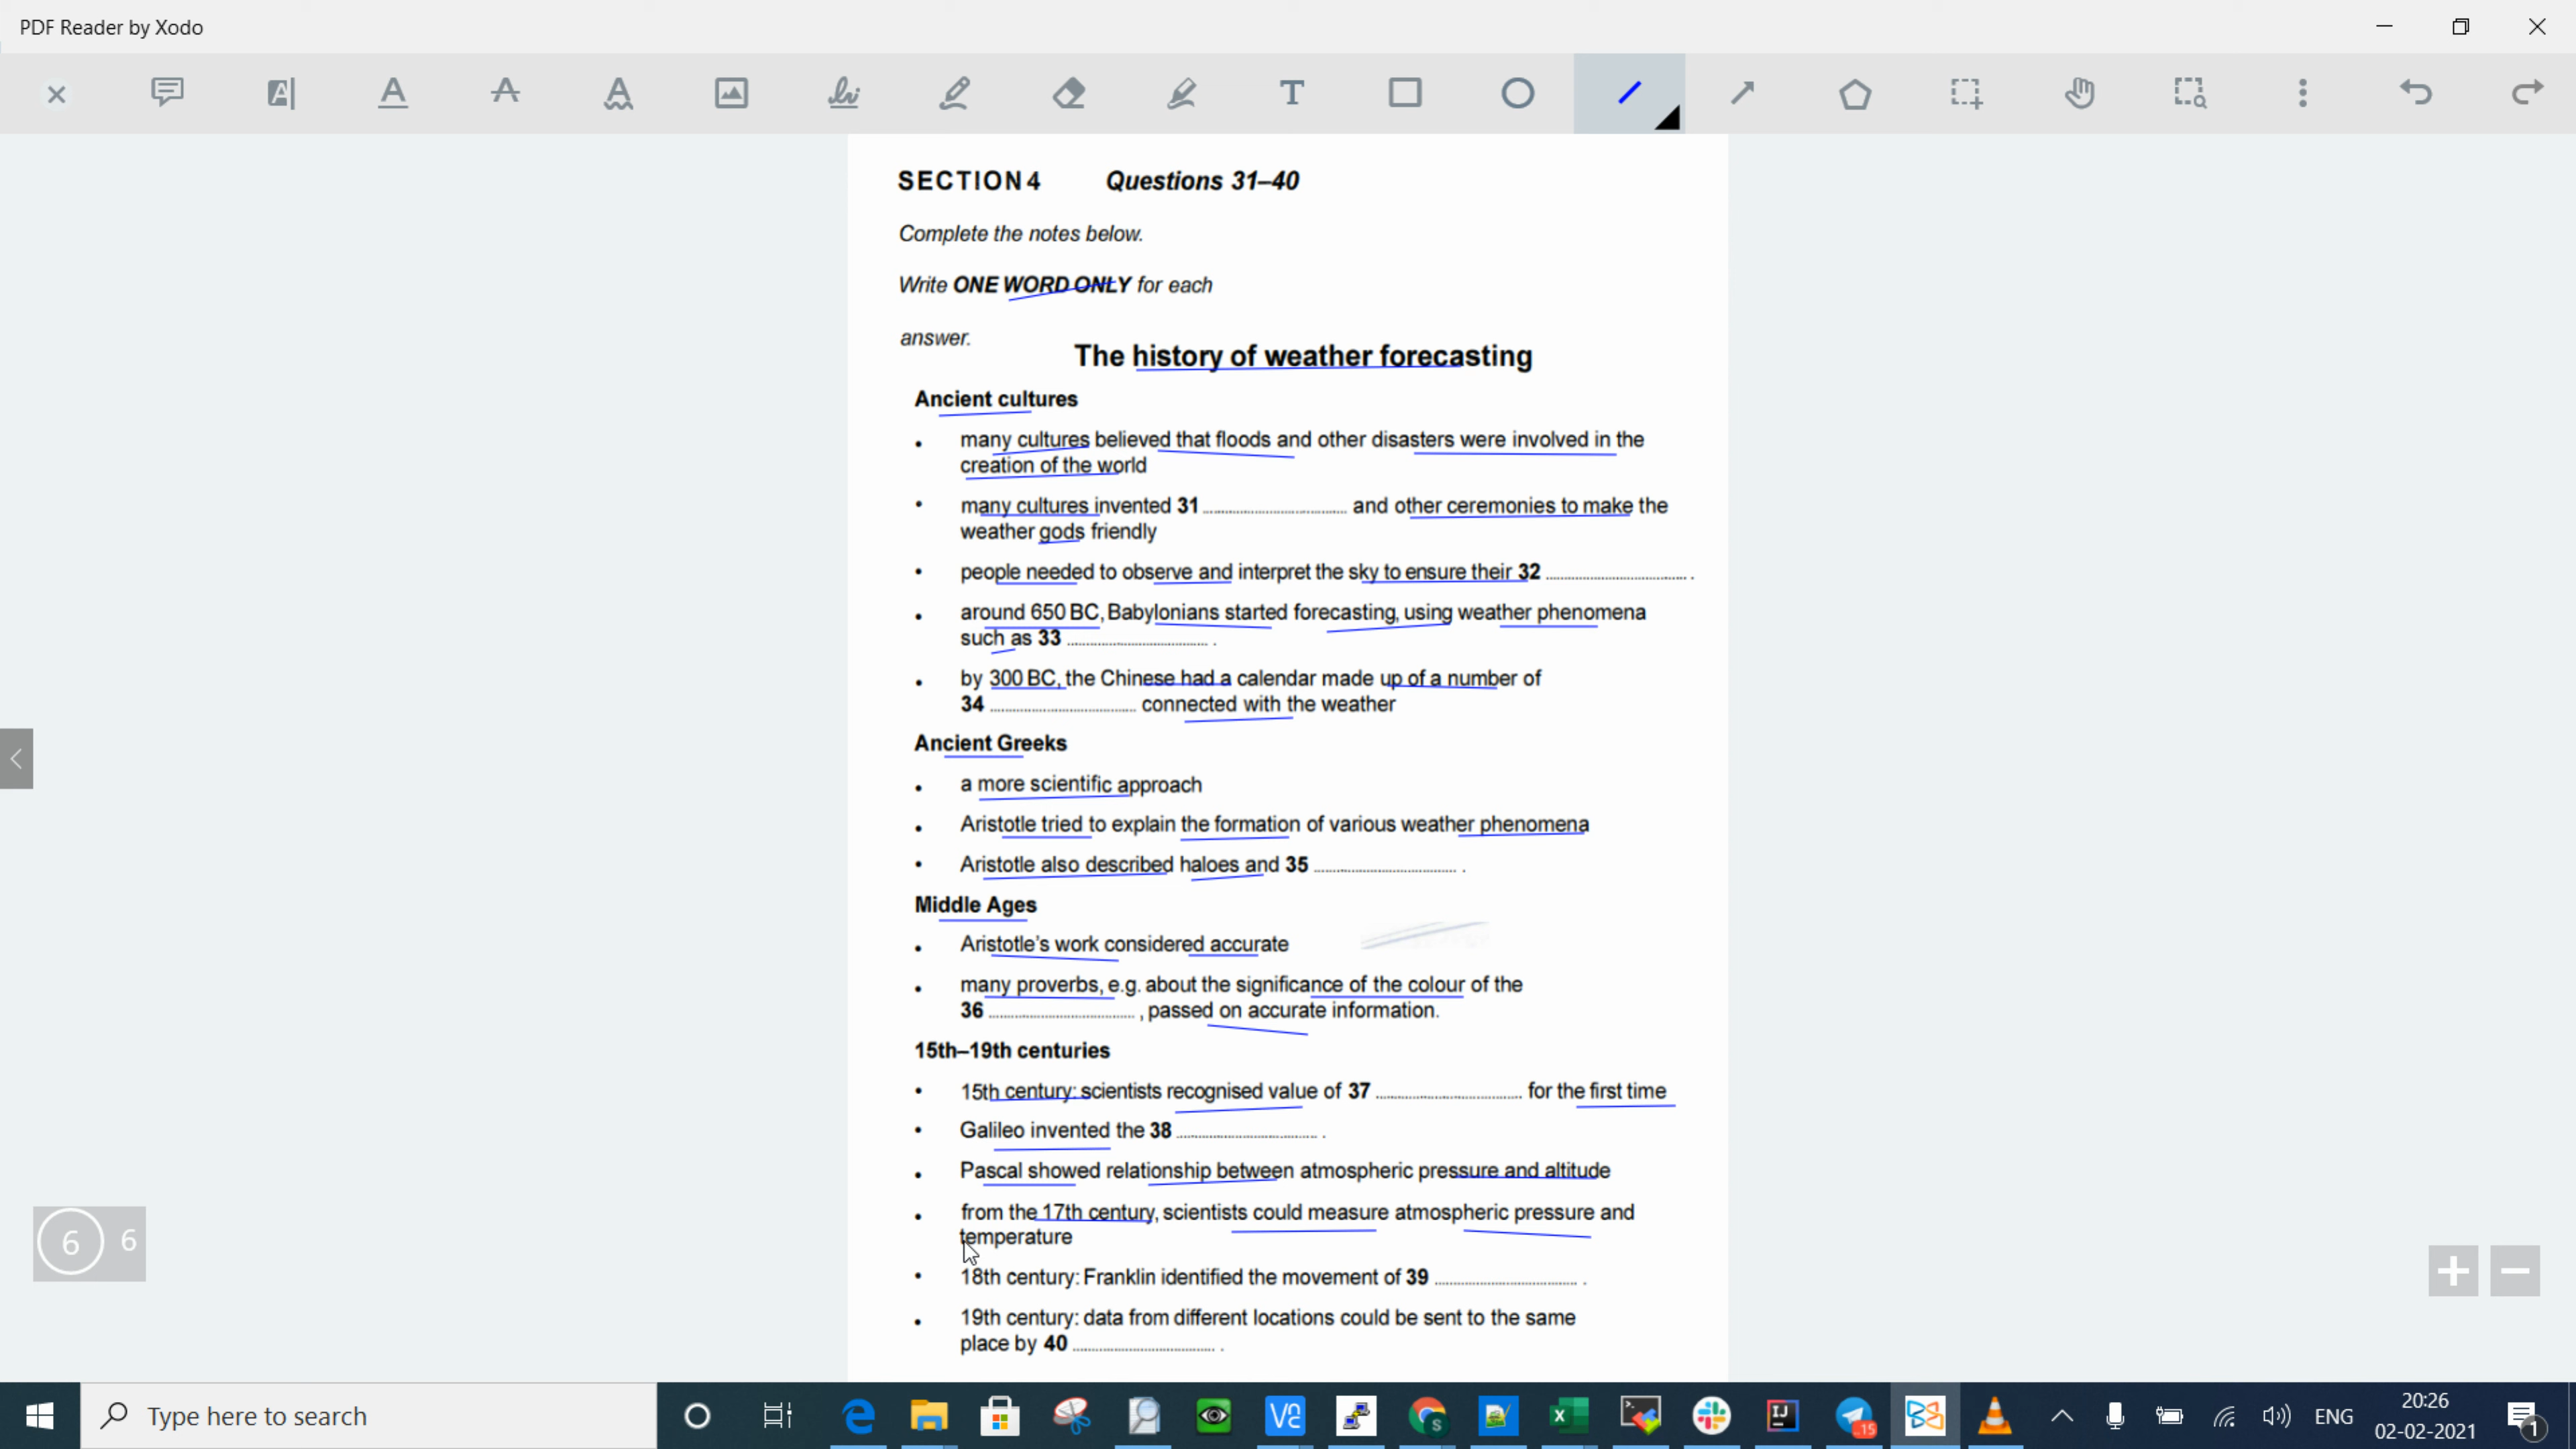 PDF Reader by Xodo
SECTION 4 Questions 31–40
Complete the notes below.
Write ONE WORD ONLY for each
answer.
The history of weather forecasting
Ancient cultures
• many cultures believed that floods and other disasters were involved in the
creation of the world
• many cultures invented 31 ........................ and other ceremonies to make the
weather gods friendly
• people needed to observe and interpret the sky to ensure their 32 ........................ .
• around 650 BC, Babylonians started forecasting, using weather phenomena
such as 33 ........................ .
• by 300 BC, the Chinese had a calendar made up of a number of
34 ........................ connected with the weather
Ancient Greeks
• a more scientific approach
• Aristotle tried to explain the formation of various weather phenomena
• Aristotle also described haloes and 35 ........................ .
Middle Ages
• Aristotle's work considered accurate
• many proverbs, e.g. about the significance of the colour of the
36 ........................ , passed on accurate information.
15th–19th centuries
• 15th century: scientists recognised value of 37 ........................ for the first time
• Galileo invented the 38 ........................ .
• Pascal showed relationship between atmospheric pressure and altitude
• from the 17th century, scientists could measure atmospheric pressure and
temperature
• 18th century: Franklin identified the movement of 39 ........................ .
• 19th century: data from different locations could be sent to the same
place by 40 ........................ .
6 6
Type here to search
15
ENG
20:26
02-02-2021
1